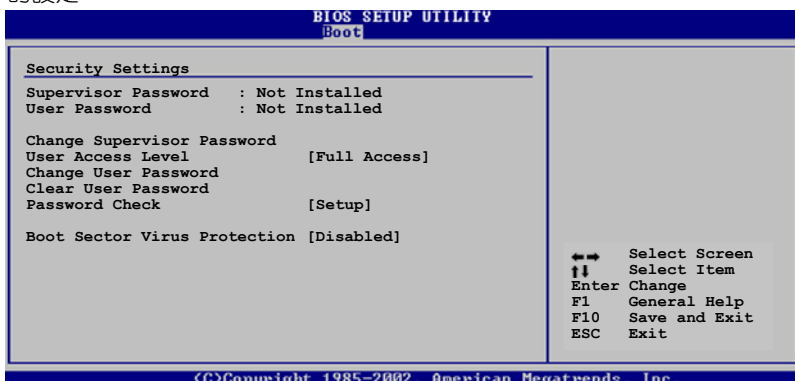 BIOS SETUP UTILITY
Boot
Security Settings
Supervisor Password : Not Installed
User Password : Not Installed
Change Supervisor Password
User Access Level [Full Access]
Change User Password
Clear User Password
Password Check [Setup]
Boot Sector Virus Protection [Disabled]
←→ Select Screen
↑↓ Select Item
Enter Change
F1 General Help
F10 Save and Exit
ESC Exit
(C)Copyright 1985-2002, American Megatrends, Inc